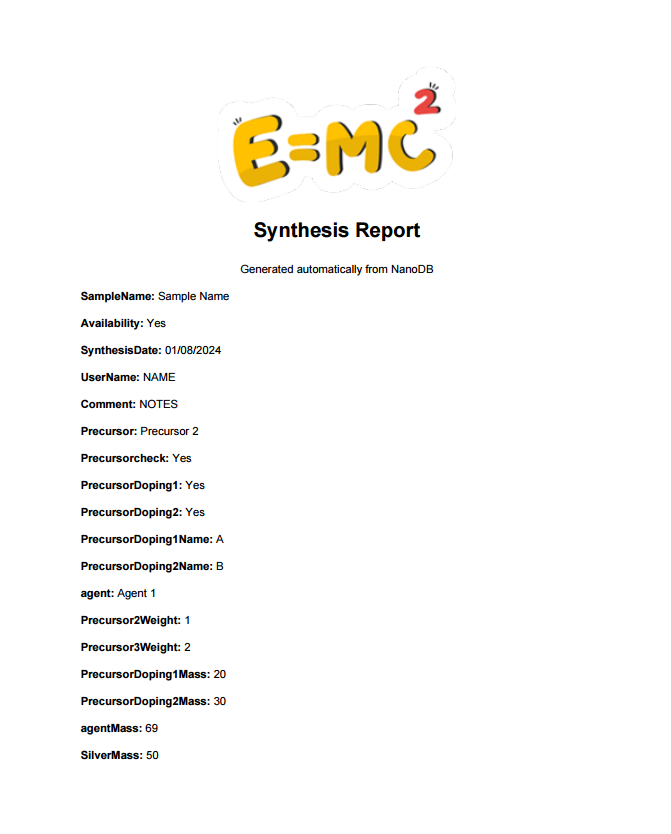 E=MC²
Synthesis Report
Generated automatically from NanoDB
SampleName: Sample Name
Availability: Yes
SynthesisDate: 01/08/2024
UserName: NAME
Comment: NOTES
Precursor: Precursor 2
Precursorcheck: Yes
PrecursorDoping1: Yes
PrecursorDoping2: Yes
PrecursorDoping1Name: A
PrecursorDoping2Name: B
agent: Agent 1
Precursor2Weight: 1
Precursor3Weight: 2
PrecursorDoping1Mass: 20
PrecursorDoping2Mass: 30
agentMass: 69
SilverMass: 50